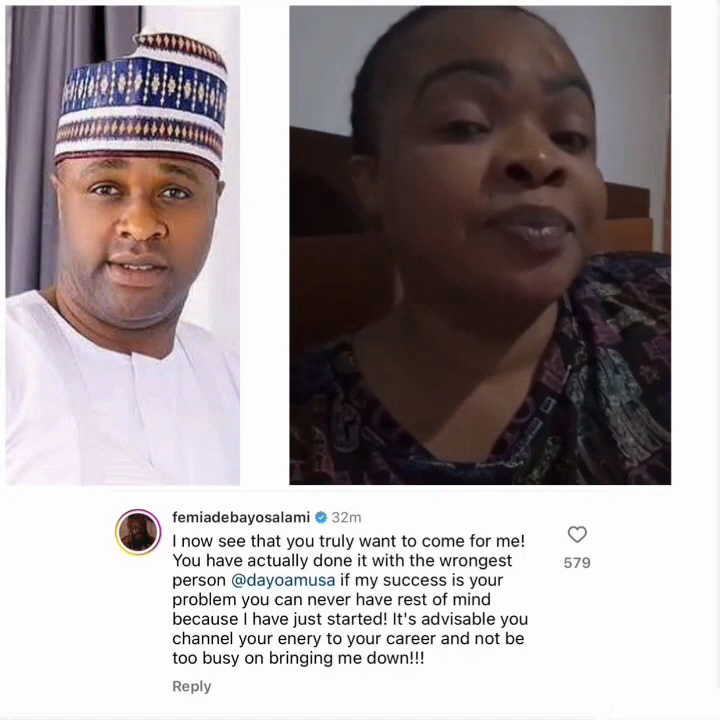 femiadebayosalami 32m
I now see that you truly want to come for me!
You have actually done it with the wrongest
person @dayoamusa if my success is your
problem you can never have rest of mind
because I have just started! It's advisable you
channel your enery to your career and not be
too busy on bringing me down!!!
579
Reply